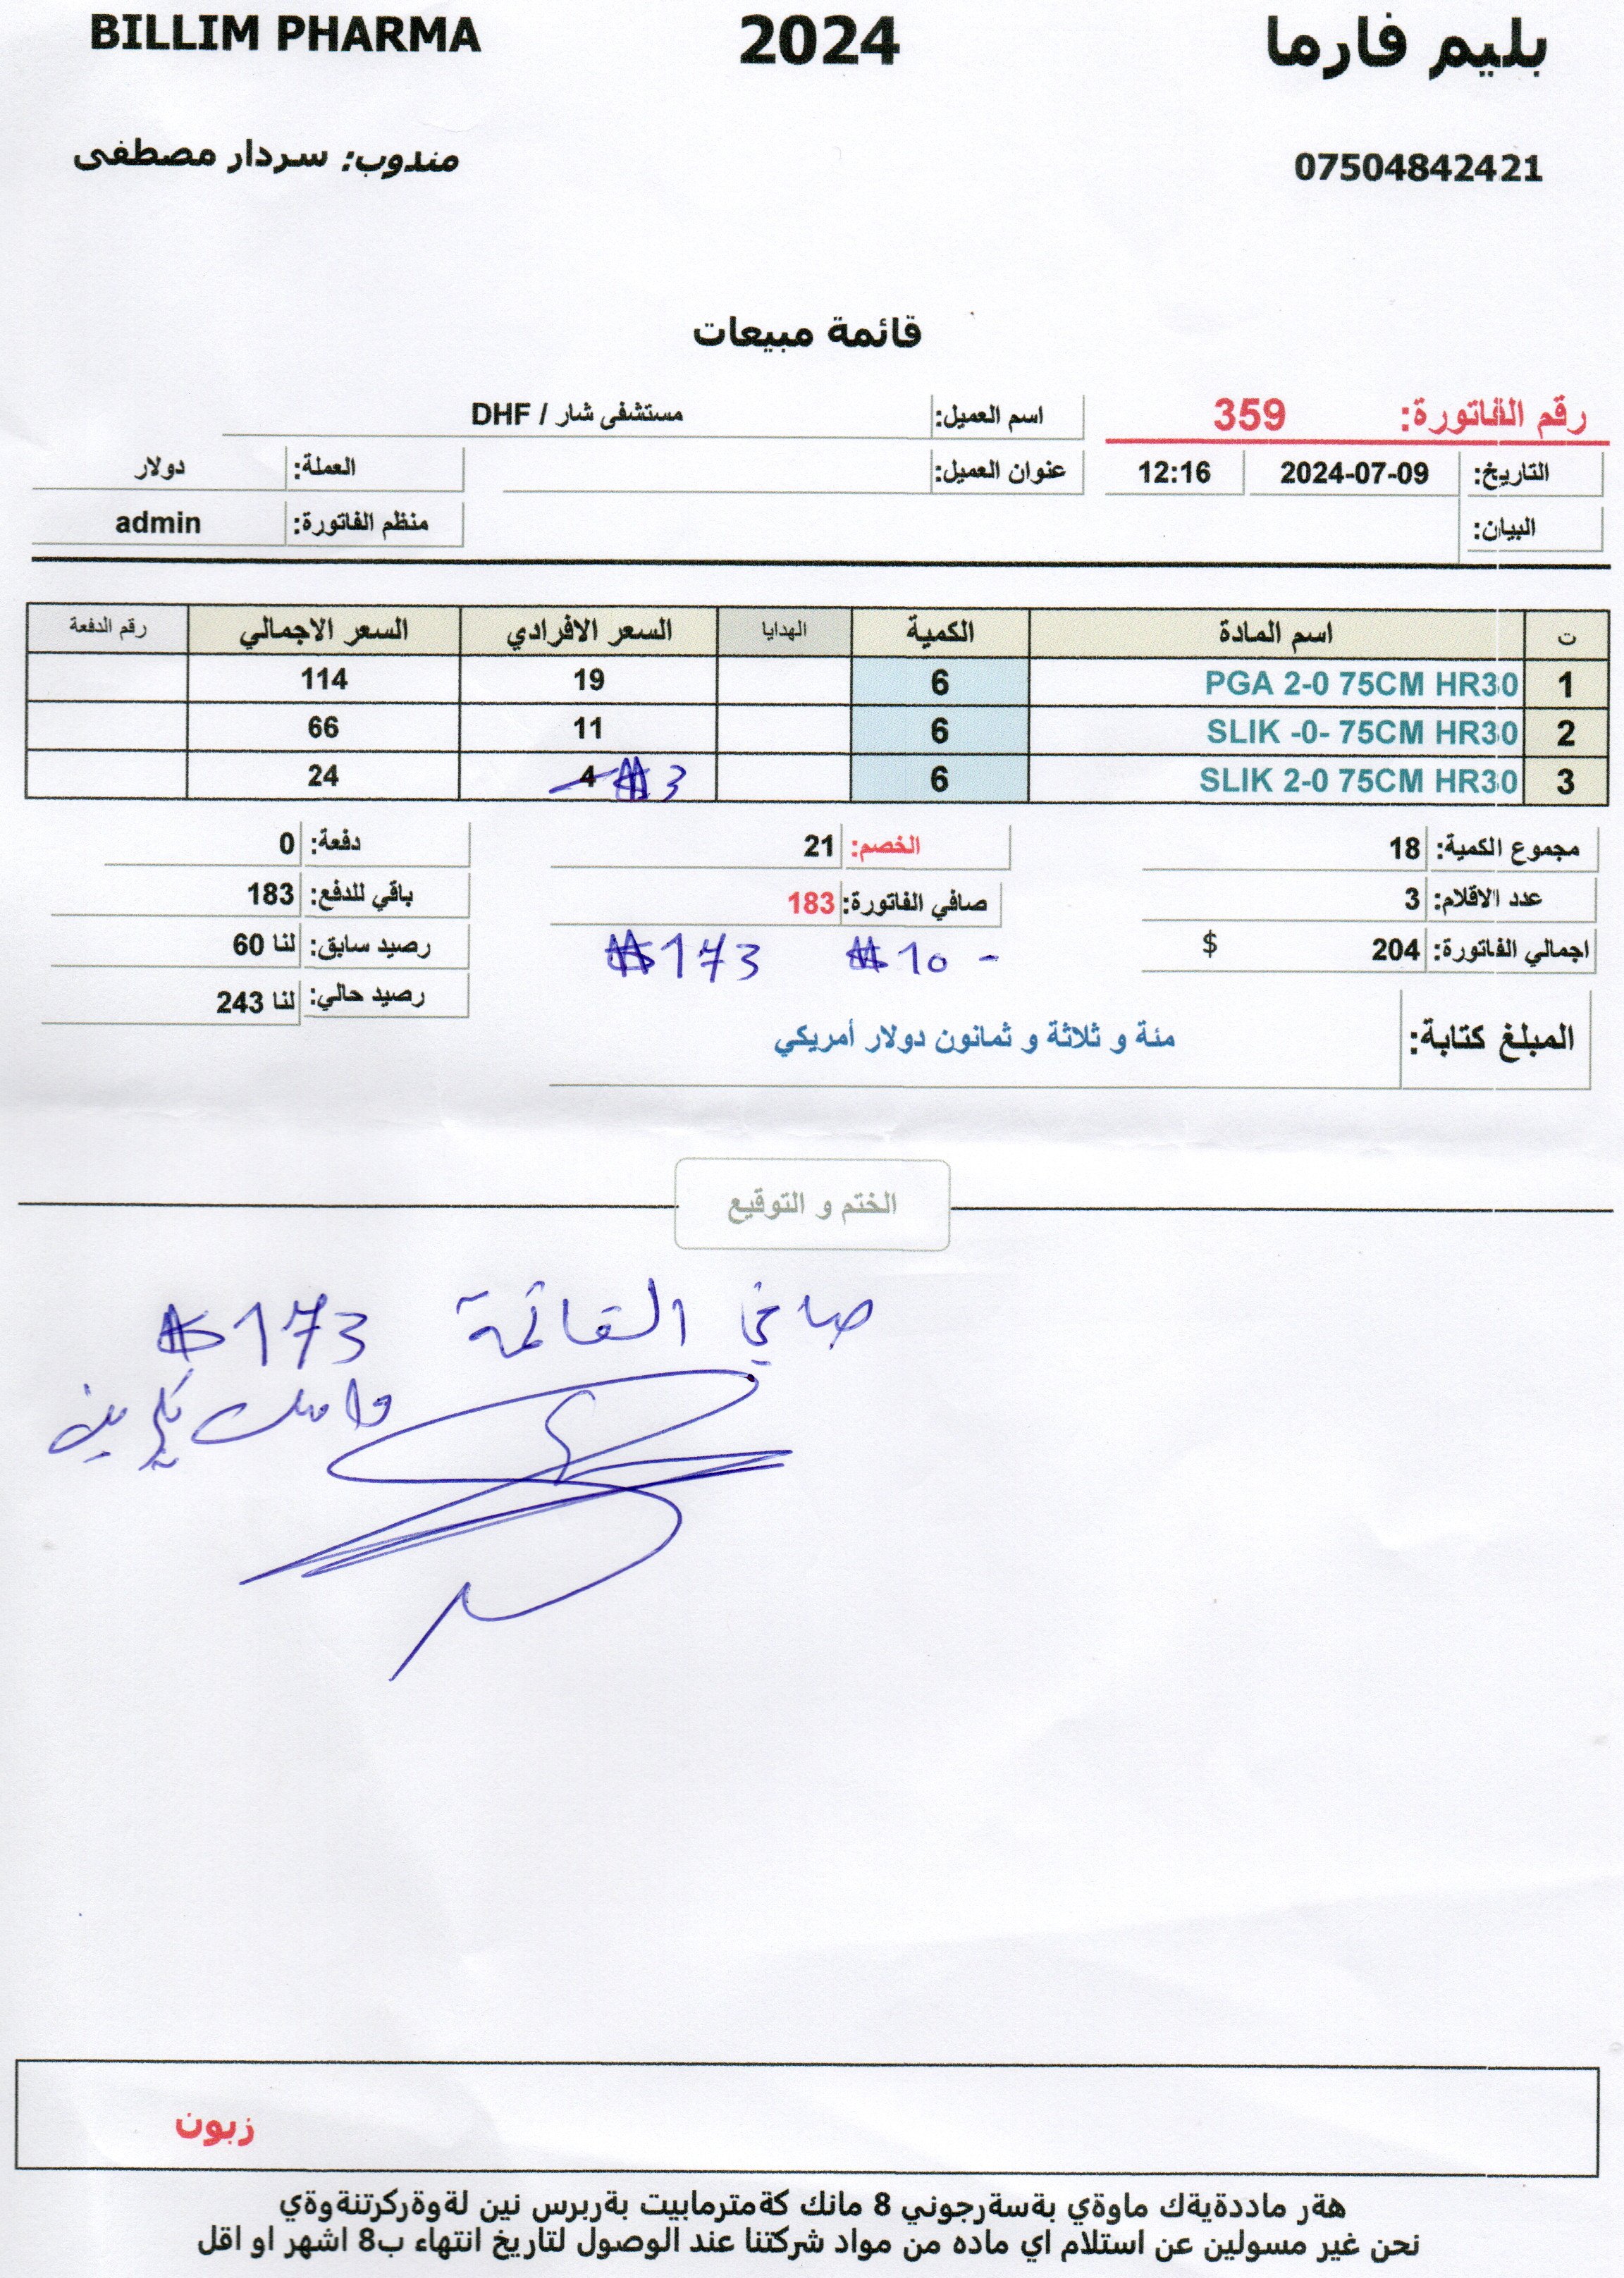 بليم فارما 2024 BILLIM PHARMA
07504842421 مندوب: سردار مصطفى
قائمة مبيعات
رقم الفاتورة: 359 اسم العميل: مستشفى شار / DHF
التاريخ: 2024-07-09 12:16 عنوان العميل: العملة: دولار
البيان: منظم الفاتورة: admin
ت اسم المادة الكمية الهدايا السعر الافرادي السعر الاجمالي رقم الدفعة
1 PGA 2-0 75CM HR30 6 19 114
2 SLIK -0- 75CM HR30 6 11 66
3 SLIK 2-0 75CM HR30 6 4 $3 24
مجموع الكمية: 18 الخصم: 21 دفعة: 0
عدد الاقلام: 3 صافي الفاتورة: 183 باقي للدفع: 183
اجمالي الفاتورة: 204 $ - $10 $173 رصيد سابق: لنا 60
رصيد حالي: لنا 243
المبلغ كتابة: مئة و ثلاثة و ثمانون دولار أمريكي
الختم و التوقيع
صافي القائمة $173
زبون
هةر ماددةيةك ماوةي بةسةرجوني 8 مانك كةمترمابيت بةربرس نين لةوةركرتنةوةي
نحن غير مسولين عن استلام اي ماده من مواد شركتنا عند الوصول لتاريخ انتهاء ب8 اشهر او اقل